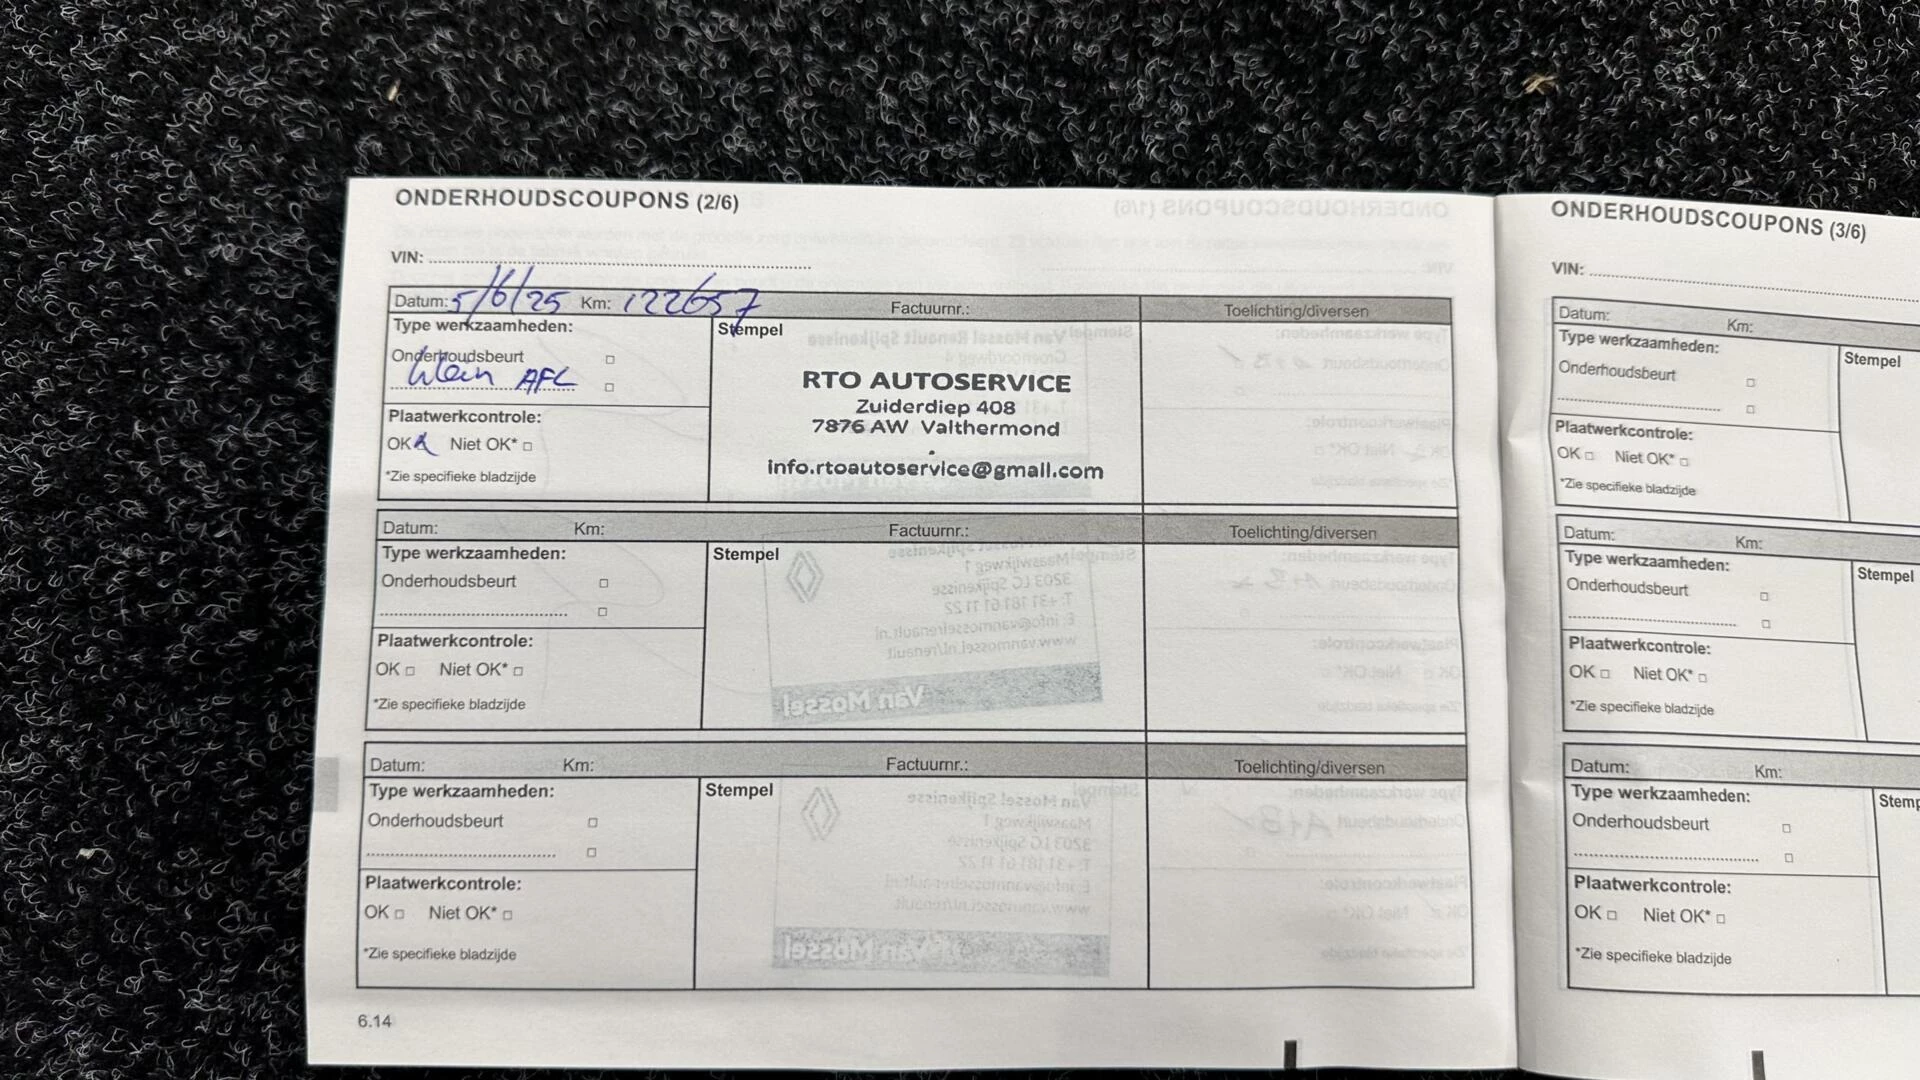 ONDERHOUDSCOUPONS (2/6)
VIN:
Datum: 5/6/25 Km: 122657 Factuurnr.: Toelichting/diversen
Type werkzaamheden: Stempel
Onderhoudsbeurt
klein AFL
Plaatwerkcontrole:
OK Niet OK*
*Zie specifieke bladzijde
RTO AUTOSERVICE
Zuiderdiep 408
7876 AW Valthermond
info.rtoautoservice@gmail.com
Datum: Km: Factuurnr.: Toelichting/diversen
Type werkzaamheden: Stempel
Onderhoudsbeurt
Plaatwerkcontrole:
OK Niet OK*
*Zie specifieke bladzijde
Datum: Km: Factuurnr.: Toelichting/diversen
Type werkzaamheden: Stempel
Onderhoudsbeurt
Plaatwerkcontrole:
OK Niet OK*
*Zie specifieke bladzijde
6.14
ONDERHOUDSCOUPONS (3/6)
VIN:
Datum: Km:
Type werkzaamheden: Stempel
Onderhoudsbeurt
Plaatwerkcontrole:
OK Niet OK*
*Zie specifieke bladzijde
Datum: Km:
Type werkzaamheden: Stempel
Onderhoudsbeurt
Plaatwerkcontrole:
OK Niet OK*
*Zie specifieke bladzijde
Datum: Km:
Type werkzaamheden: Stemp
Onderhoudsbeurt
Plaatwerkcontrole:
OK Niet OK*
*Zie specifieke bladzijde